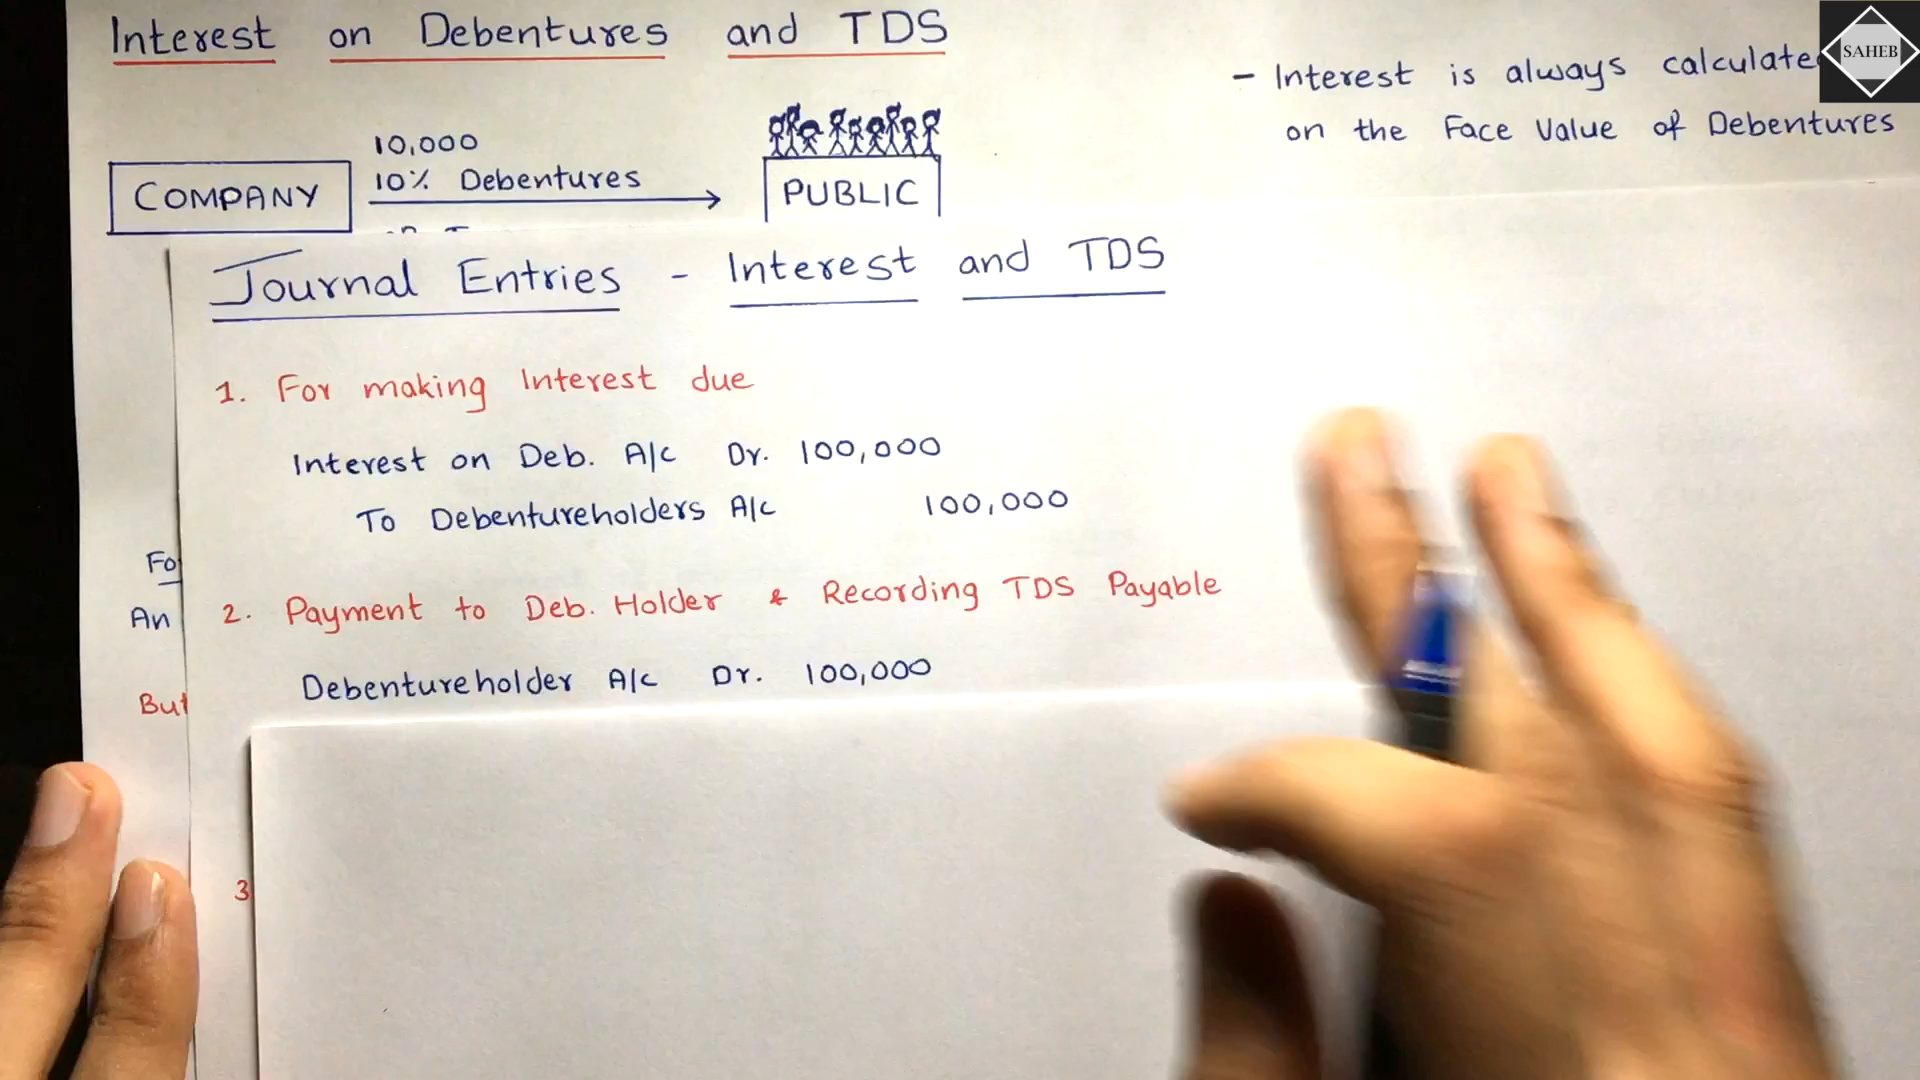 Interest on Debentures and TDS
SAHEB
- Interest is always calculate
on the Face Value of Debentures
10,000
10% Debentures
COMPANY
PUBLIC
Journal Entries - Interest and TDS
1. For making Interest due
Interest on Deb. A/c Dr. 100,000
To Debentureholders A/c 100,000
Fo
An
2. Payment to Deb. Holder & Recording TDS Payable
Debentureholder A/c Dr. 100,000
But
3